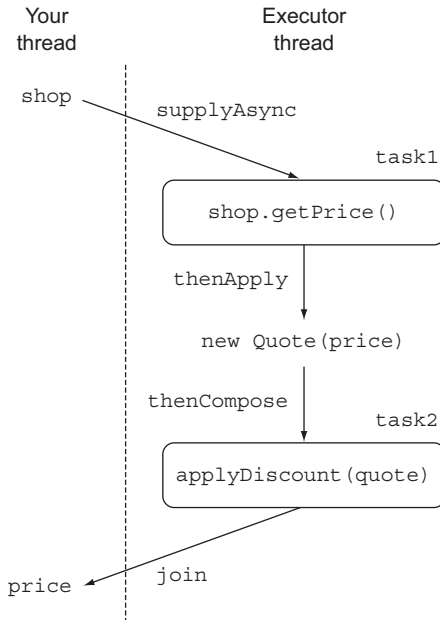 Your
thread
Executor
thread
shop
supplyAsync
task1
shop.getPrice()
thenApply
new Quote(price)
thenCompose
task2
applyDiscount(quote)
join
price